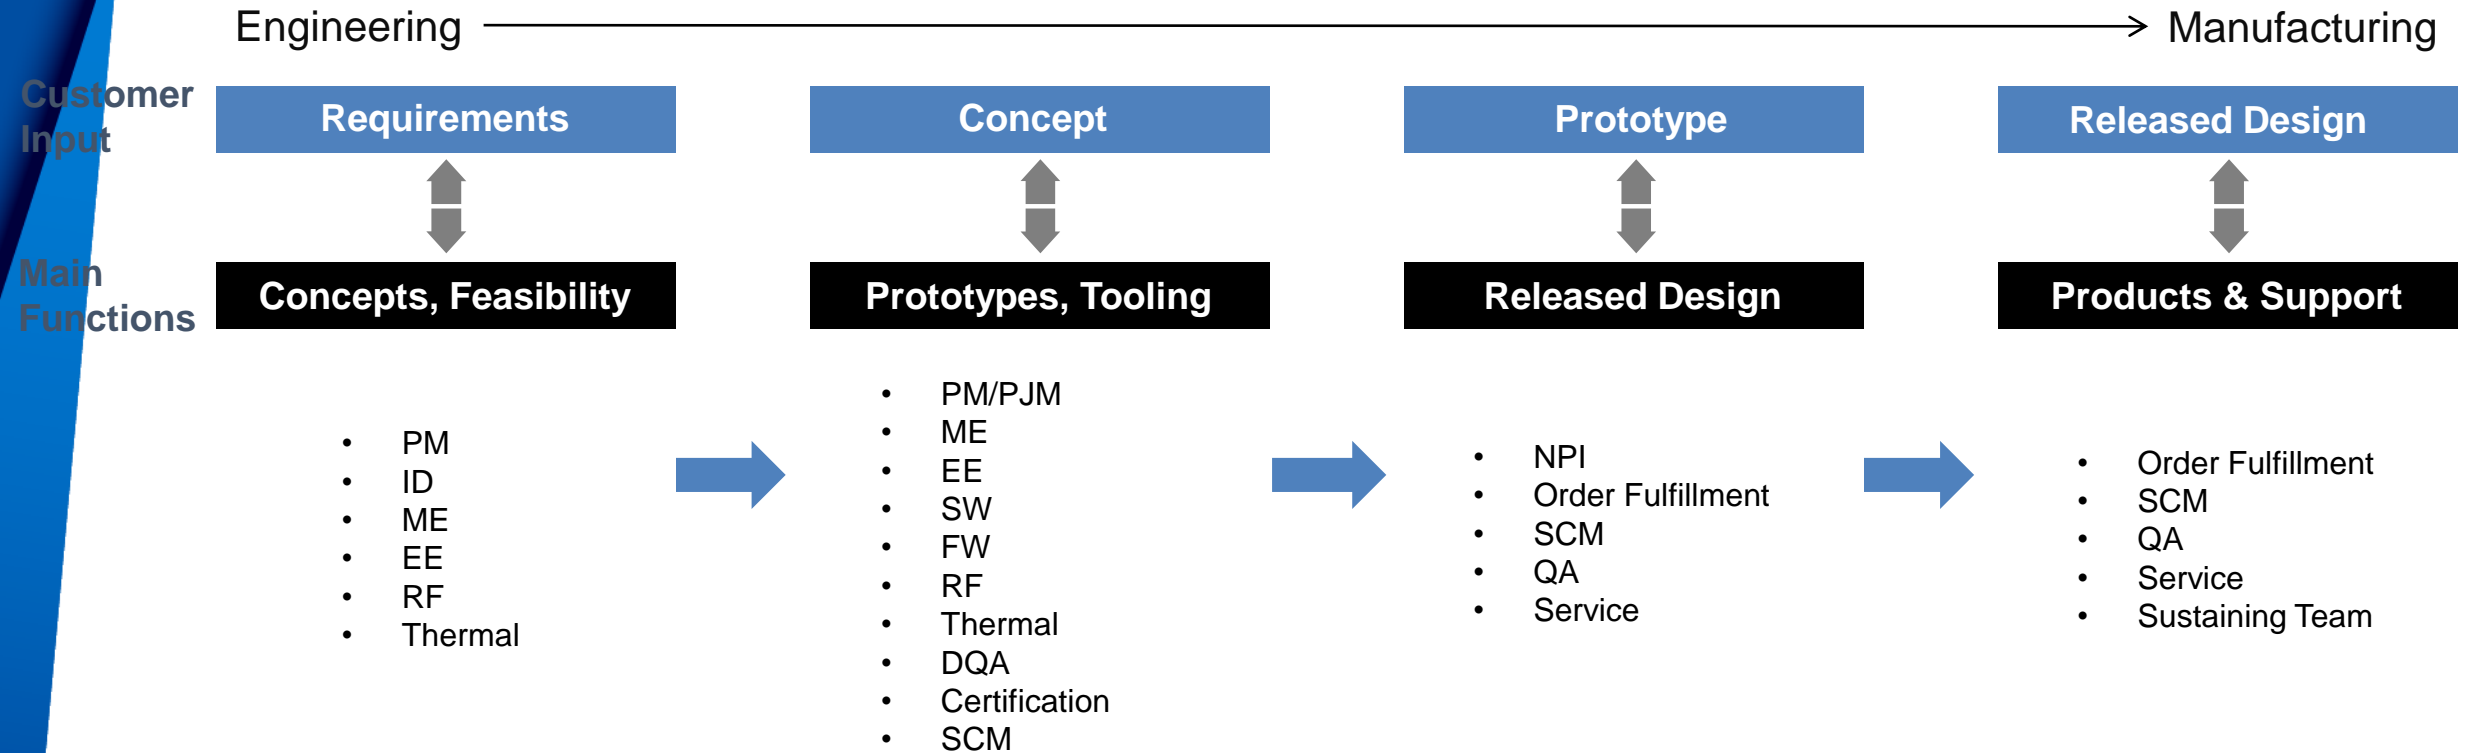 Engineering
Manufacturing
Customer
Input
Requirements
Concept
Prototype
Released Design
Main
Functions
Concepts, Feasibility
Prototypes, Tooling
Released Design
Products & Support
• PM
• ID
• ME
• EE
• RF
• Thermal
• PM/PJM
• ME
• EE
• SW
• FW
• RF
• Thermal
• DQA
• Certification
• SCM
• NPI
• Order Fulfillment
• SCM
• QA
• Service
• Order Fulfillment
• SCM
• QA
• Service
• Sustaining Team